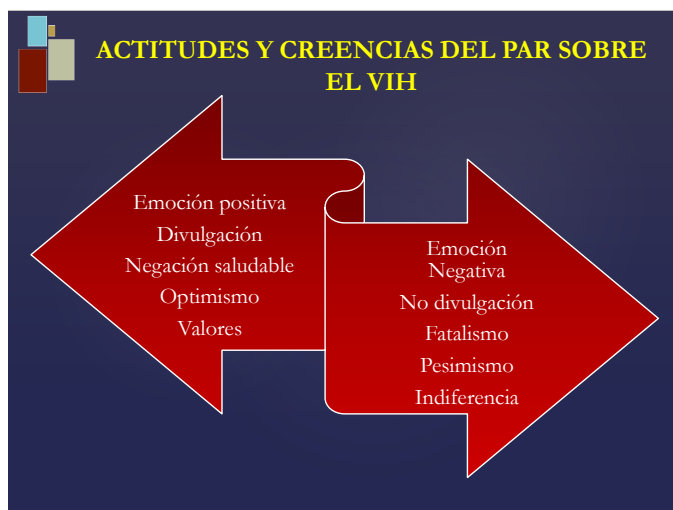 ACTITUDES Y CREENCIAS DEL PAR SOBRE
EL VIH
Emoción positiva
Divulgación
Negación saludable
Optimismo
Valores
Emoción
Negativa
No divulgación
Fatalismo
Pesimismo
Indiferencia